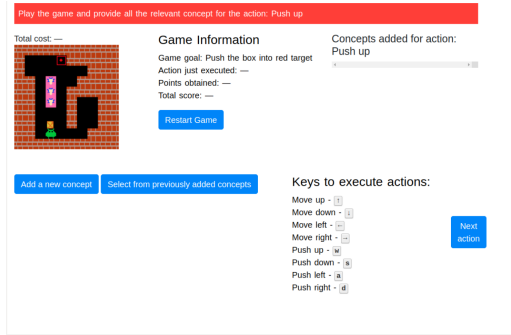 Play the game and provide all the relevant concept for the action: Push up
Total cost: —
Game Information
Game goal: Push the box into red target
Action just executed: —
Points obtained: —
Total score: —
Restart Game
Concepts added for action:
Push up
Add a new concept
Select from previously added concepts
Keys to execute actions:
Move up - ↑
Move down - ↓
Move left - ←
Move right - →
Push up - w
Push down - s
Push left - a
Push right - d
Next
action